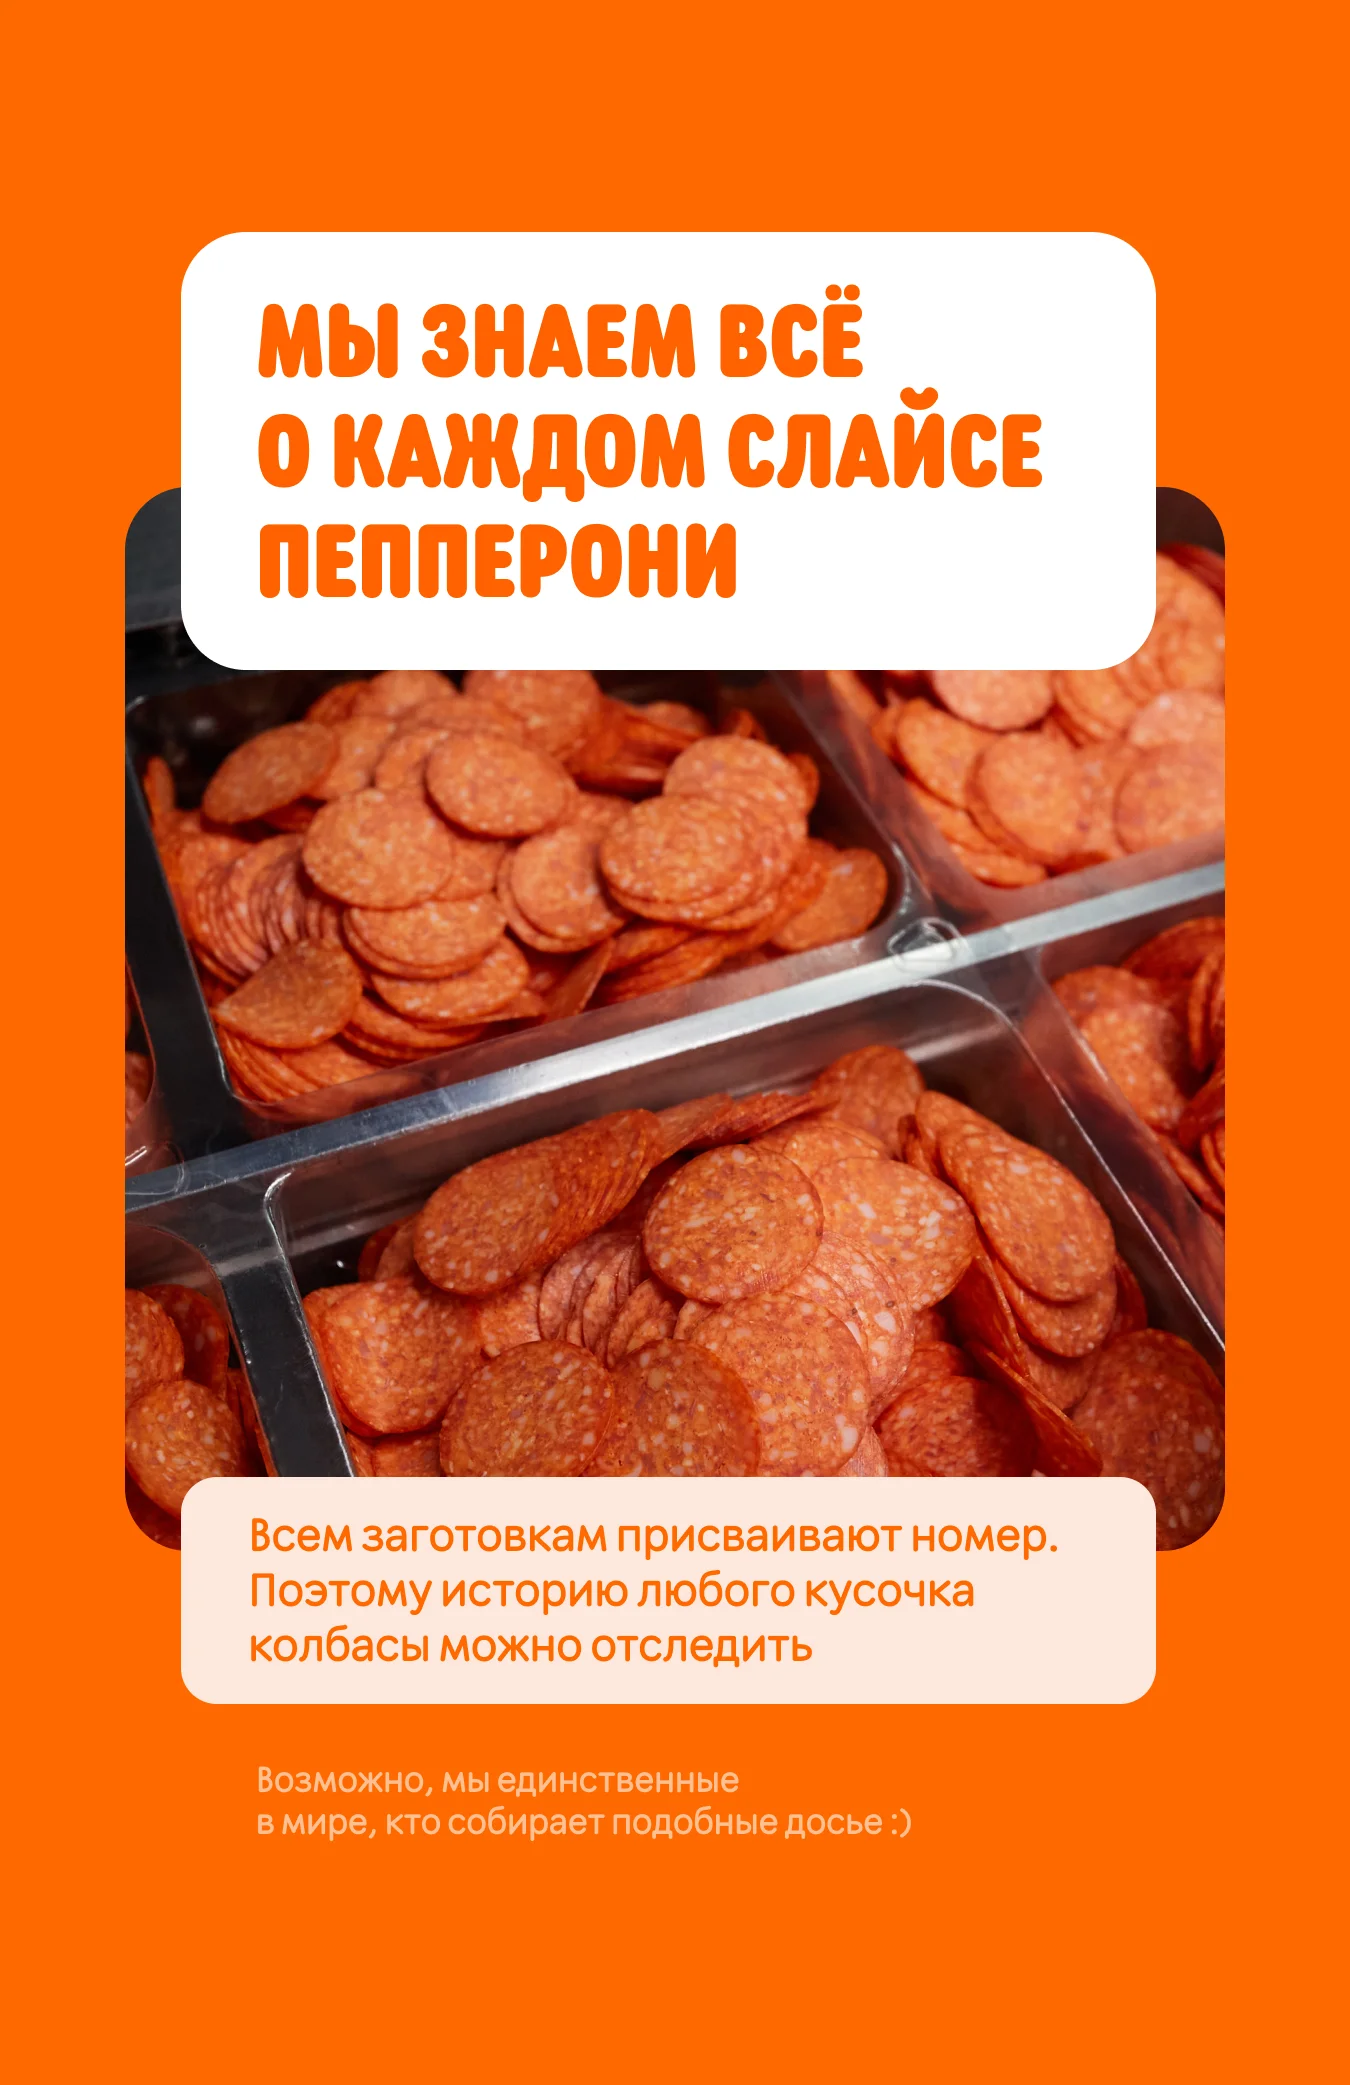 МЫ ЗНАЕМ ВСЁ
О КАЖДОМ СЛАЙСЕ
ПЕППЕРОНИ
Всем заготовкам присваивают номер.
Поэтому историю любого кусочка
колбасы можно отследить
Возможно, мы единственные
в мире, кто собирает подобные досье :)